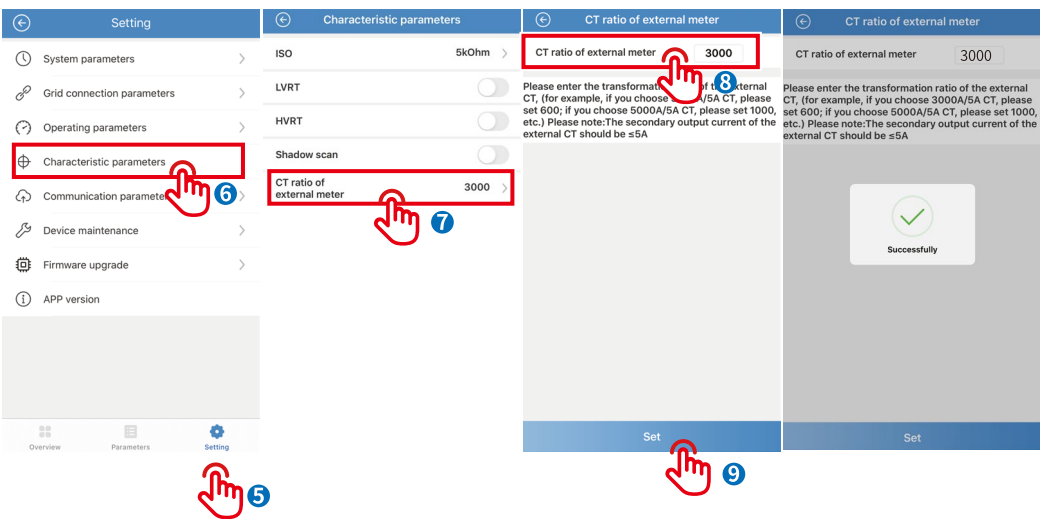 Setting
System parameters
Grid connection parameters
Operating parameters
Characteristic parameters
Communication paramete
6
Device maintenance
Firmware upgrade
APP version
Overview
Parameters
Setting
5
Characteristic parameters
ISO
5kOhm
LVRT
HVRT
Shadow scan
CT ratio of
external meter
3000
7
CT ratio of external meter
CT ratio of external meter
3000
8
Please enter the transformat of t external
CT, (for example, if you choose A/5A CT, please
set 600; if you choose 5000A/5A CT, please set 1000,
etc.) Please note:The secondary output current of the
external CT should be ≤5A
Set
9
CT ratio of external meter
CT ratio of external meter
3000
Please enter the transformation ratio of the external
CT, (for example, if you choose 3000A/5A CT, please
set 600; if you choose 5000A/5A CT, please set 1000,
etc.) Please note:The secondary output current of the
external CT should be ≤5A
Successfully
Set